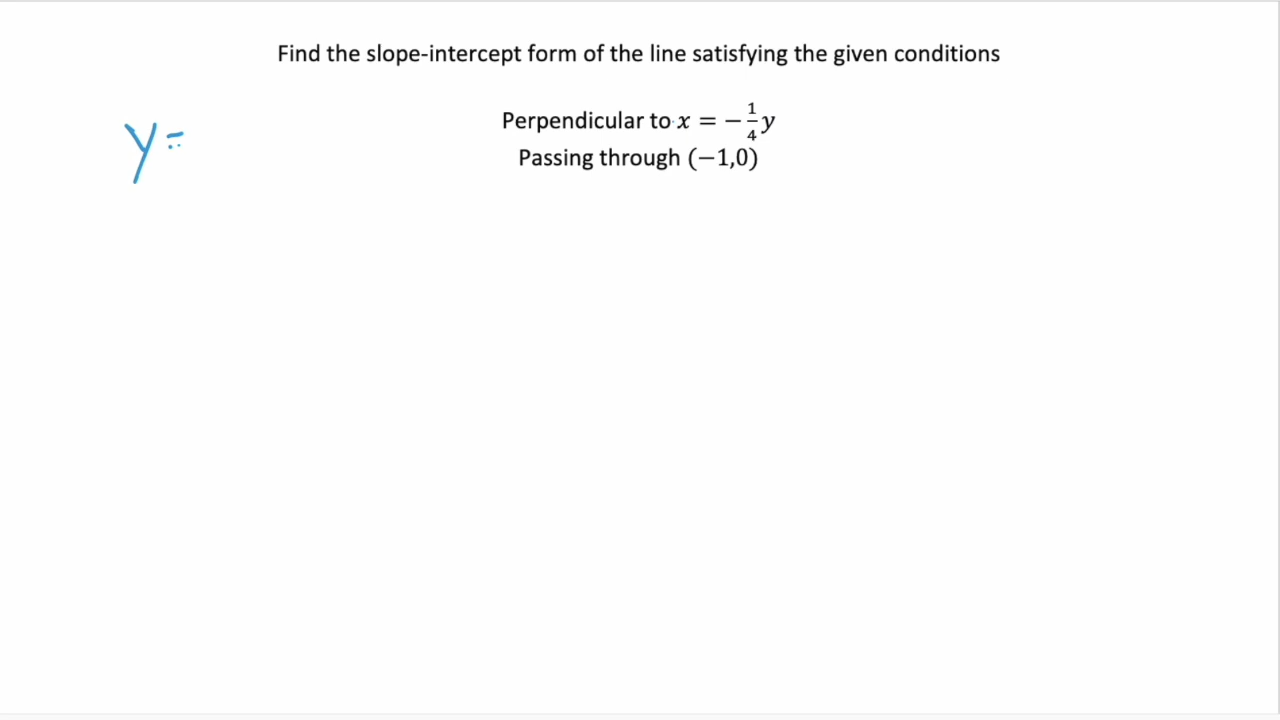 Find the slope-intercept form of the line satisfying the given conditions
Perpendicular to x = −1/4 y
Passing through (−1,0)
y=